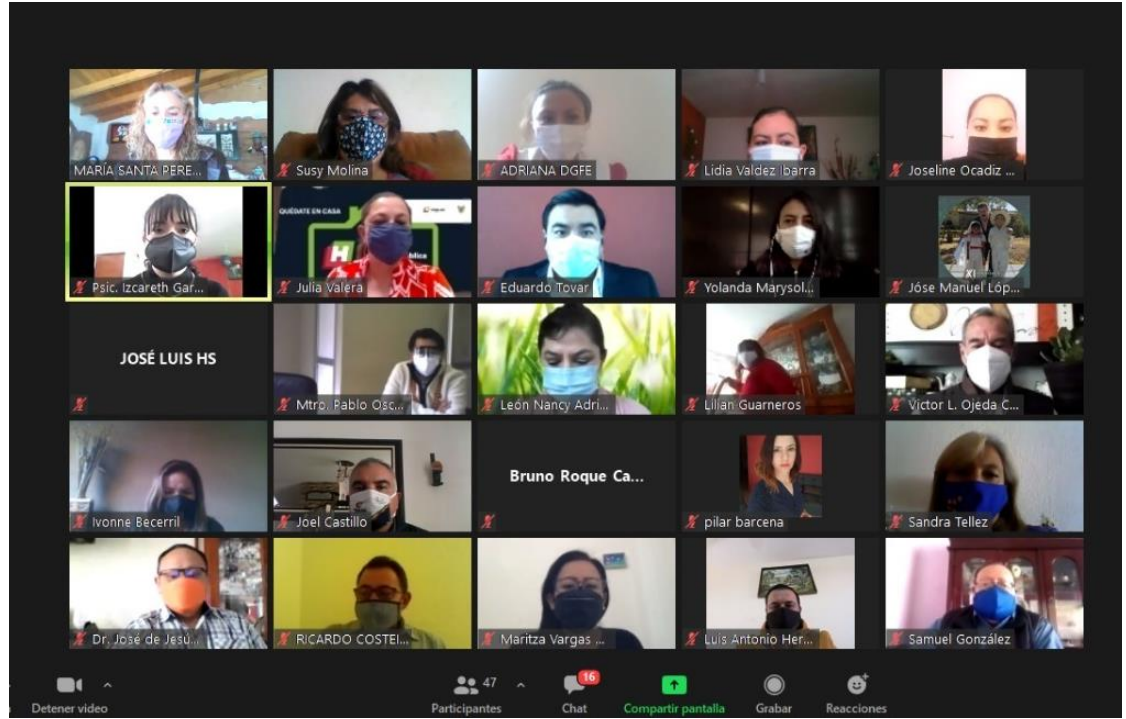 MARÍA SANTA PERE...
Susy Molina
ADRIANA DGFE
Lidia Valdez Ibarra
Joseline Ocadiz ...
Psic. Izcareth Gar...
QUÉDATE EN CASA
Julia Valera
Eduardo Tovar
Yolanda Marysol...
XI
Jóse Manuel Lóp...
JOSÉ LUIS HS
Mtro. Pablo Osc...
León Nancy Adri...
Lilian Guarneros
Victor L. Ojeda C...
Ivonne Becerril
Joel Castillo
Bruno Roque Ca...
pilar barcena
Sandra Tellez
Dr. José de Jesú...
RICARDO COSTEI...
Maritza Vargas ...
Luis Antonio Her...
Samuel González
47
16
Detener video
Participantes
Chat
Compartir pantalla
Grabar
Reacciones